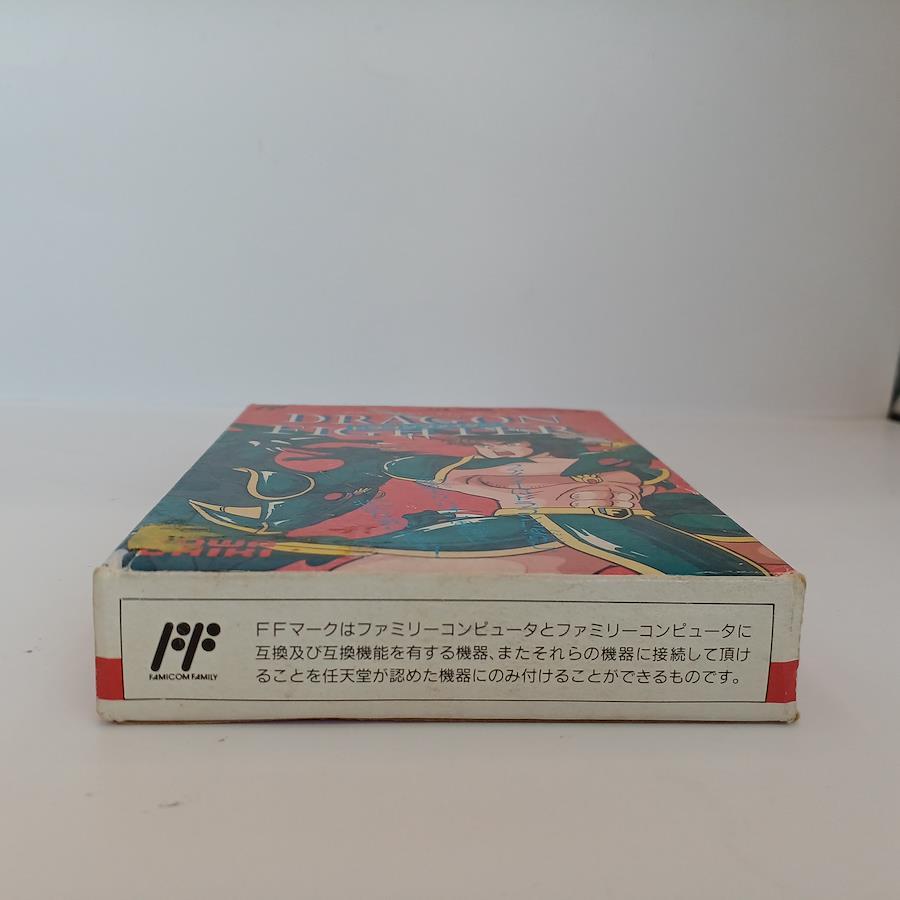 DRAGON
FIGHTER
FFマークはファミリーコンピュータとファミリーコンピュータに
互換及び互換機能を有する機器、またそれらの機器に接続して頂け
ることを任天堂が認めた機器にのみ付けることができるものです。
FF
FAMICOM FAMILY